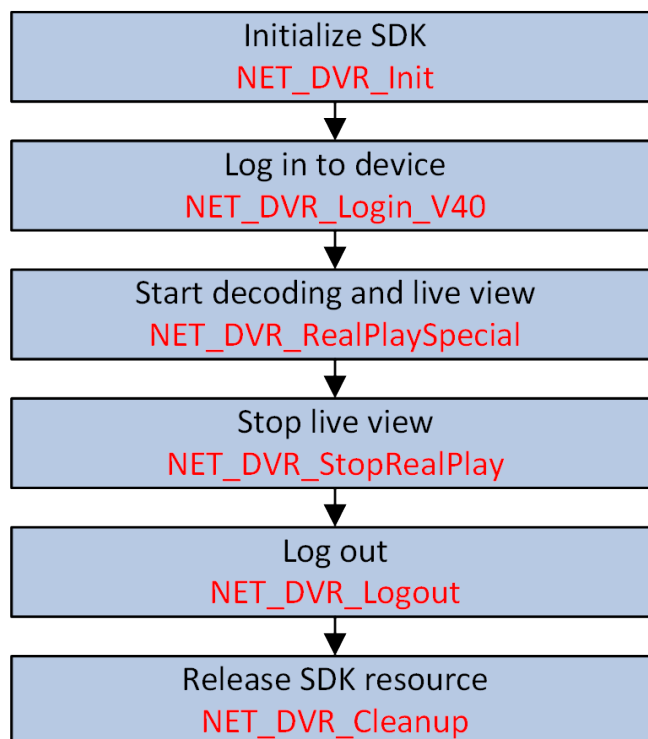 Initialize SDK
NET_DVR_Init
Log in to device
NET_DVR_Login_V40
Start decoding and live view
NET_DVR_RealPlaySpecial
Stop live view
NET_DVR_StopRealPlay
Log out
NET_DVR_Logout
Release SDK resource
NET_DVR_Cleanup